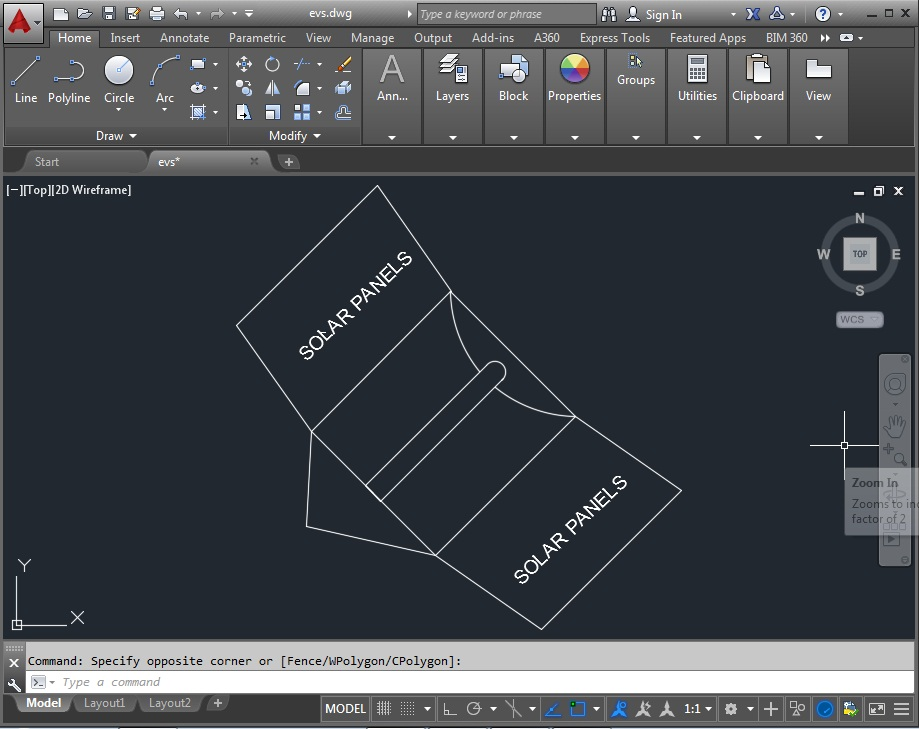 evs.dwg
Type a keyword or phrase
Sign In
Home Insert Annotate Parametric View Manage Output Add-ins A360 Express Tools Featured Apps BIM 360
Line Polyline Circle Arc
Ann... Layers Block Properties Groups Utilities Clipboard View
Draw Modify
Start evs*
[−][Top][2D Wireframe]
N
W TOP E
S
WCS
SOLAR PANELS
SOLAR PANELS
Zoom In
Zooms to
factor of 2
Y
X
Command: Specify opposite corner or [Fence/WPolygon/CPolygon]:
Type a command
Model Layout1 Layout2 +
MODEL 1:1